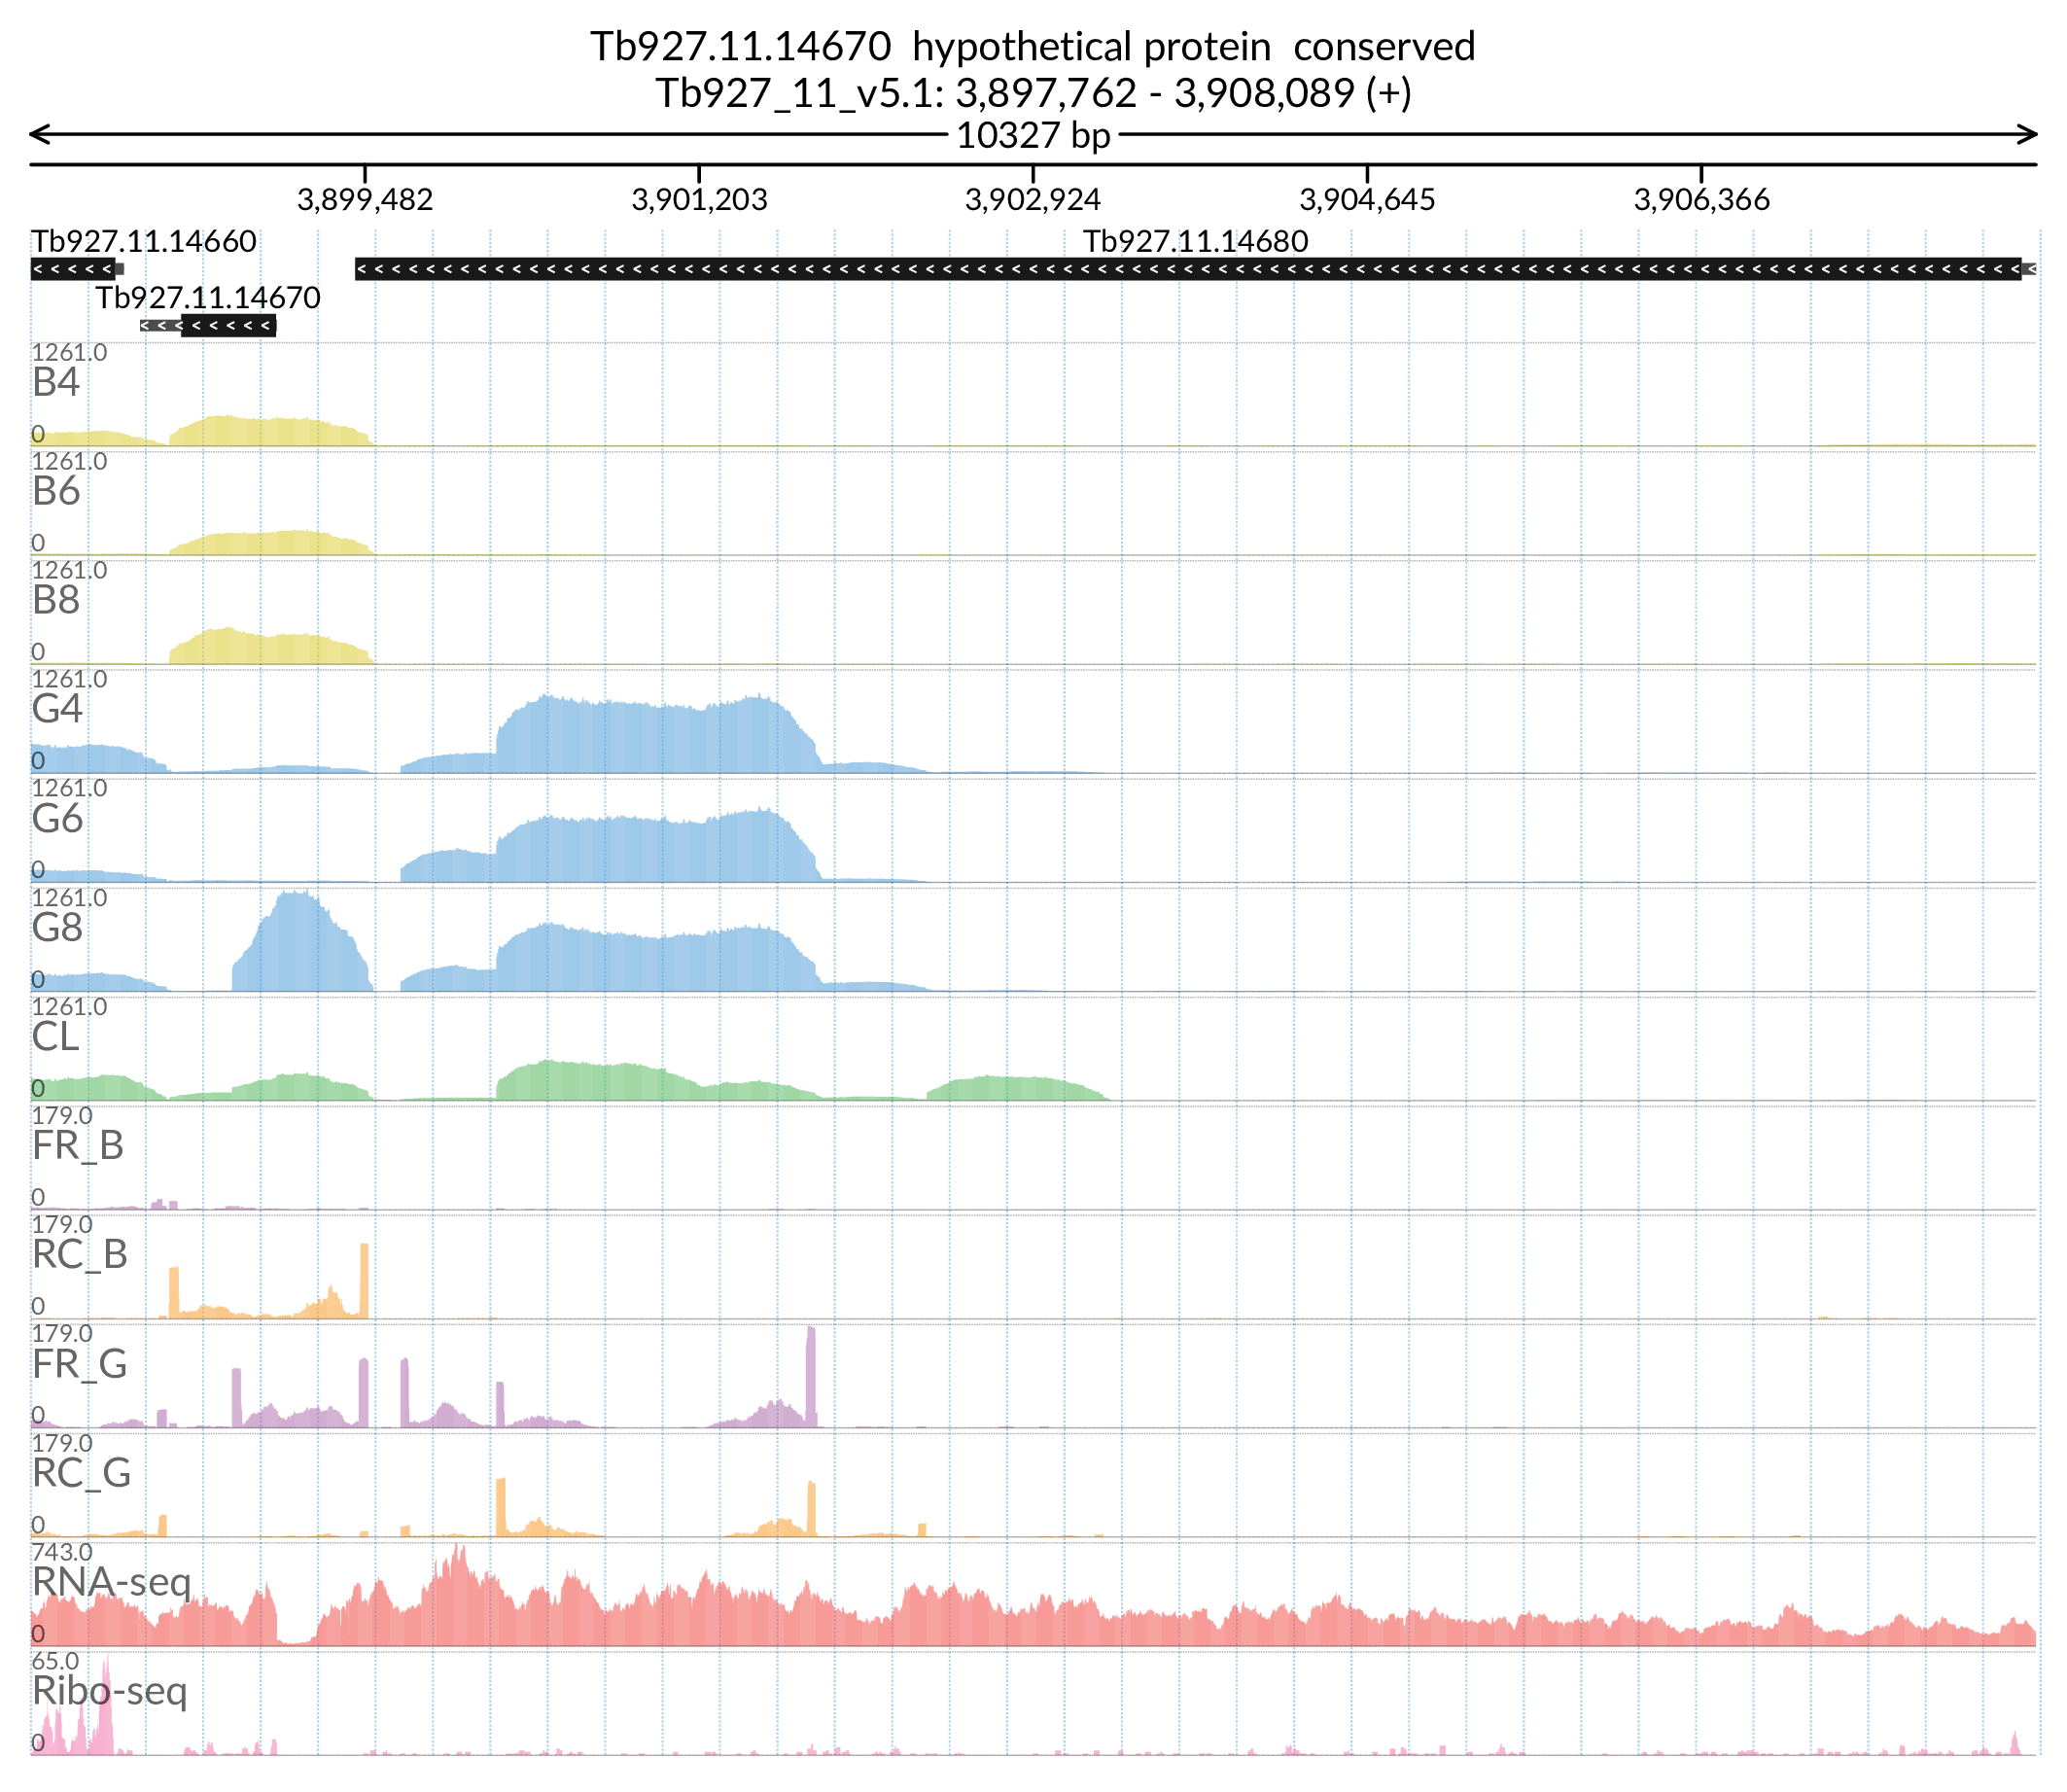 Tb927.11.14670  hypothetical protein  conserved
Tb927_11_v5.1: 3,897,762 - 3,908,089 (+)
10327 bp
3,899,482 3,901,203 3,902,924 3,904,645 3,906,366
Tb927.11.14660 Tb927.11.14680
Tb927.11.14670
1261.0
B4
0
1261.0
B6
0
1261.0
B8
0
1261.0
G4
0
1261.0
G6
0
1261.0
G8
0
1261.0
CL
0
179.0
FR_B
0
179.0
RC_B
0
179.0
FR_G
0
179.0
RC_G
0
743.0
RNA-seq
0
65.0
Ribo-seq
0